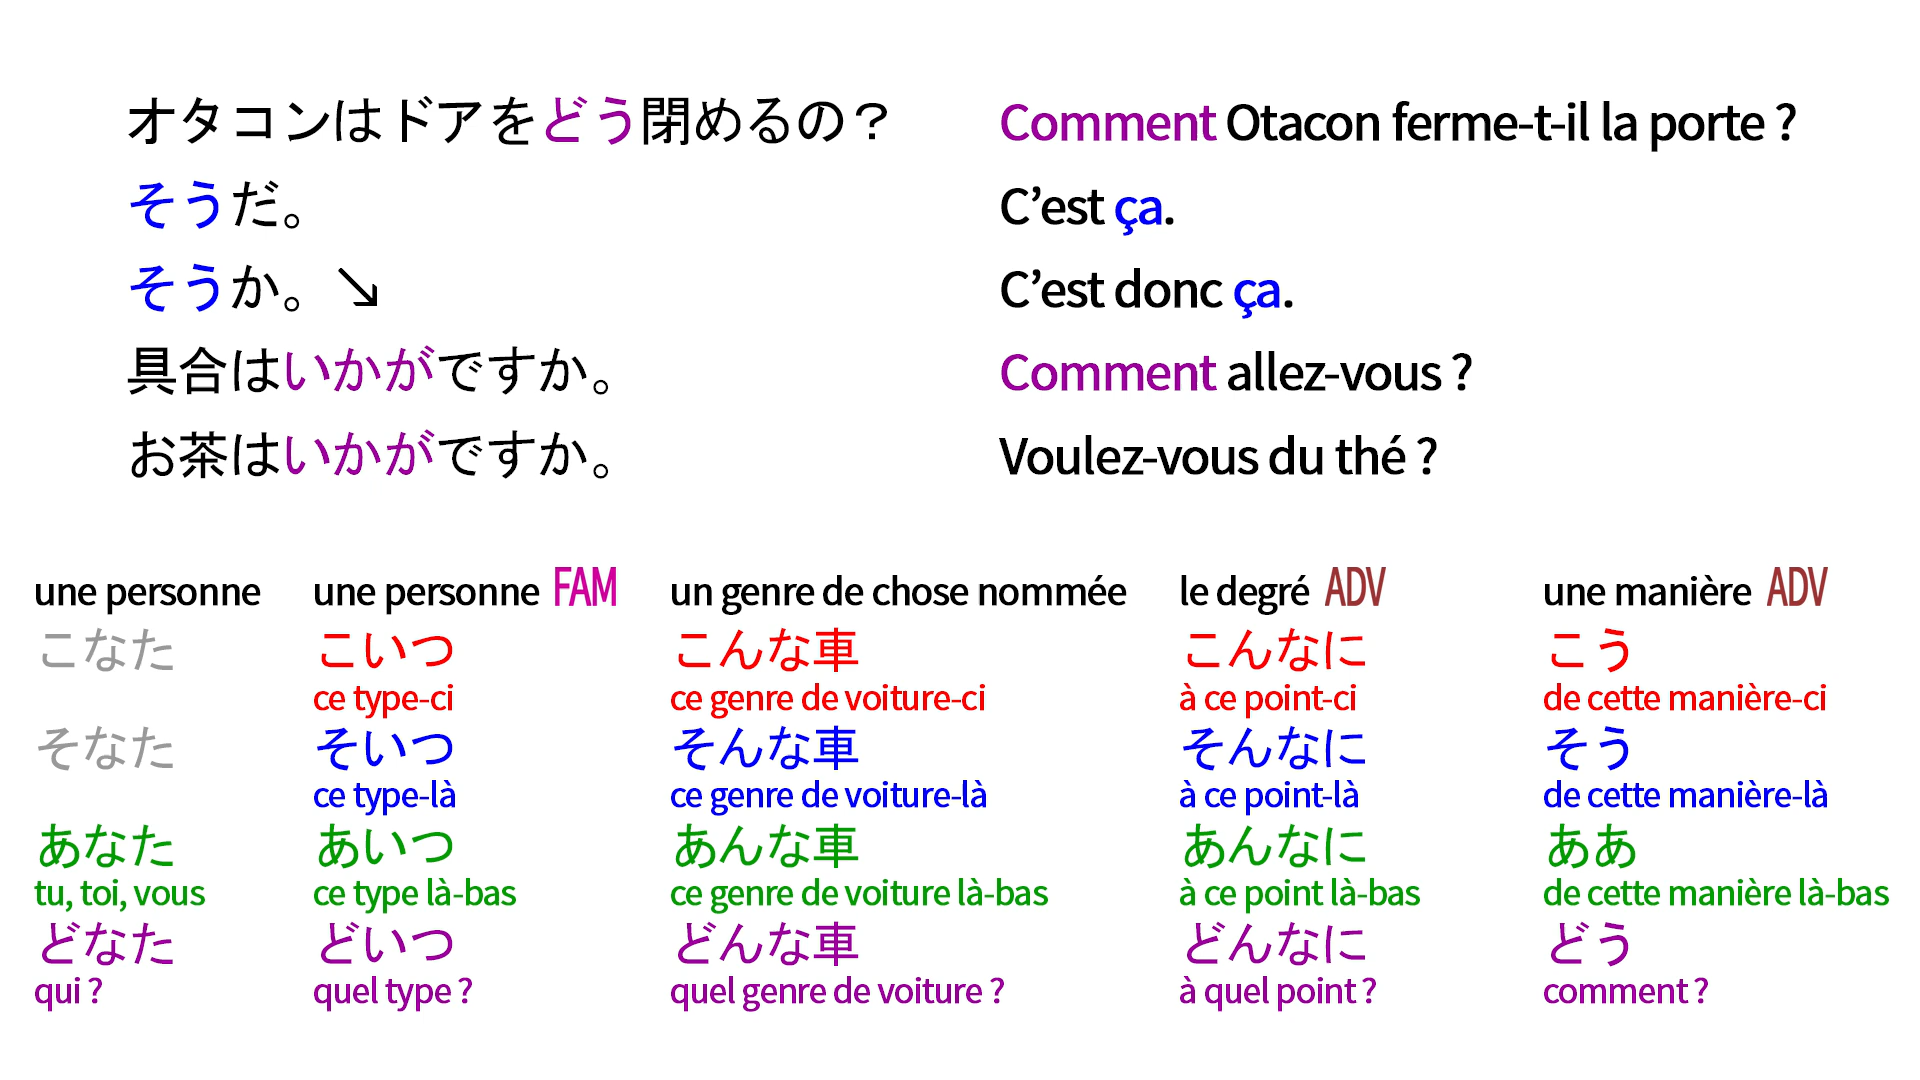 オタコンはドアをどう閉めるの？ Comment Otacon ferme-t-il la porte ?
そうだ。 C’est ça.
そうか。↘ C’est donc ça.
具合はいかがですか。 Comment allez-vous ?
お茶はいかがですか。 Voulez-vous du thé ?
une personne une personne FAM un genre de chose nommée le degré ADV une manière ADV
こなた こいつ こんな車 こんなに こう
ce type-ci ce genre de voiture-ci à ce point-ci de cette manière-ci
そなた そいつ そんな車 そんなに そう
ce type-là ce genre de voiture-là à ce point-là de cette manière-là
あなた あいつ あんな車 あんなに ああ
tu, toi, vous ce type là-bas ce genre de voiture là-bas à ce point là-bas de cette manière là-bas
どなた どいつ どんな車 どんなに どう
qui ? quel type ? quel genre de voiture ? à quel point ? comment ?